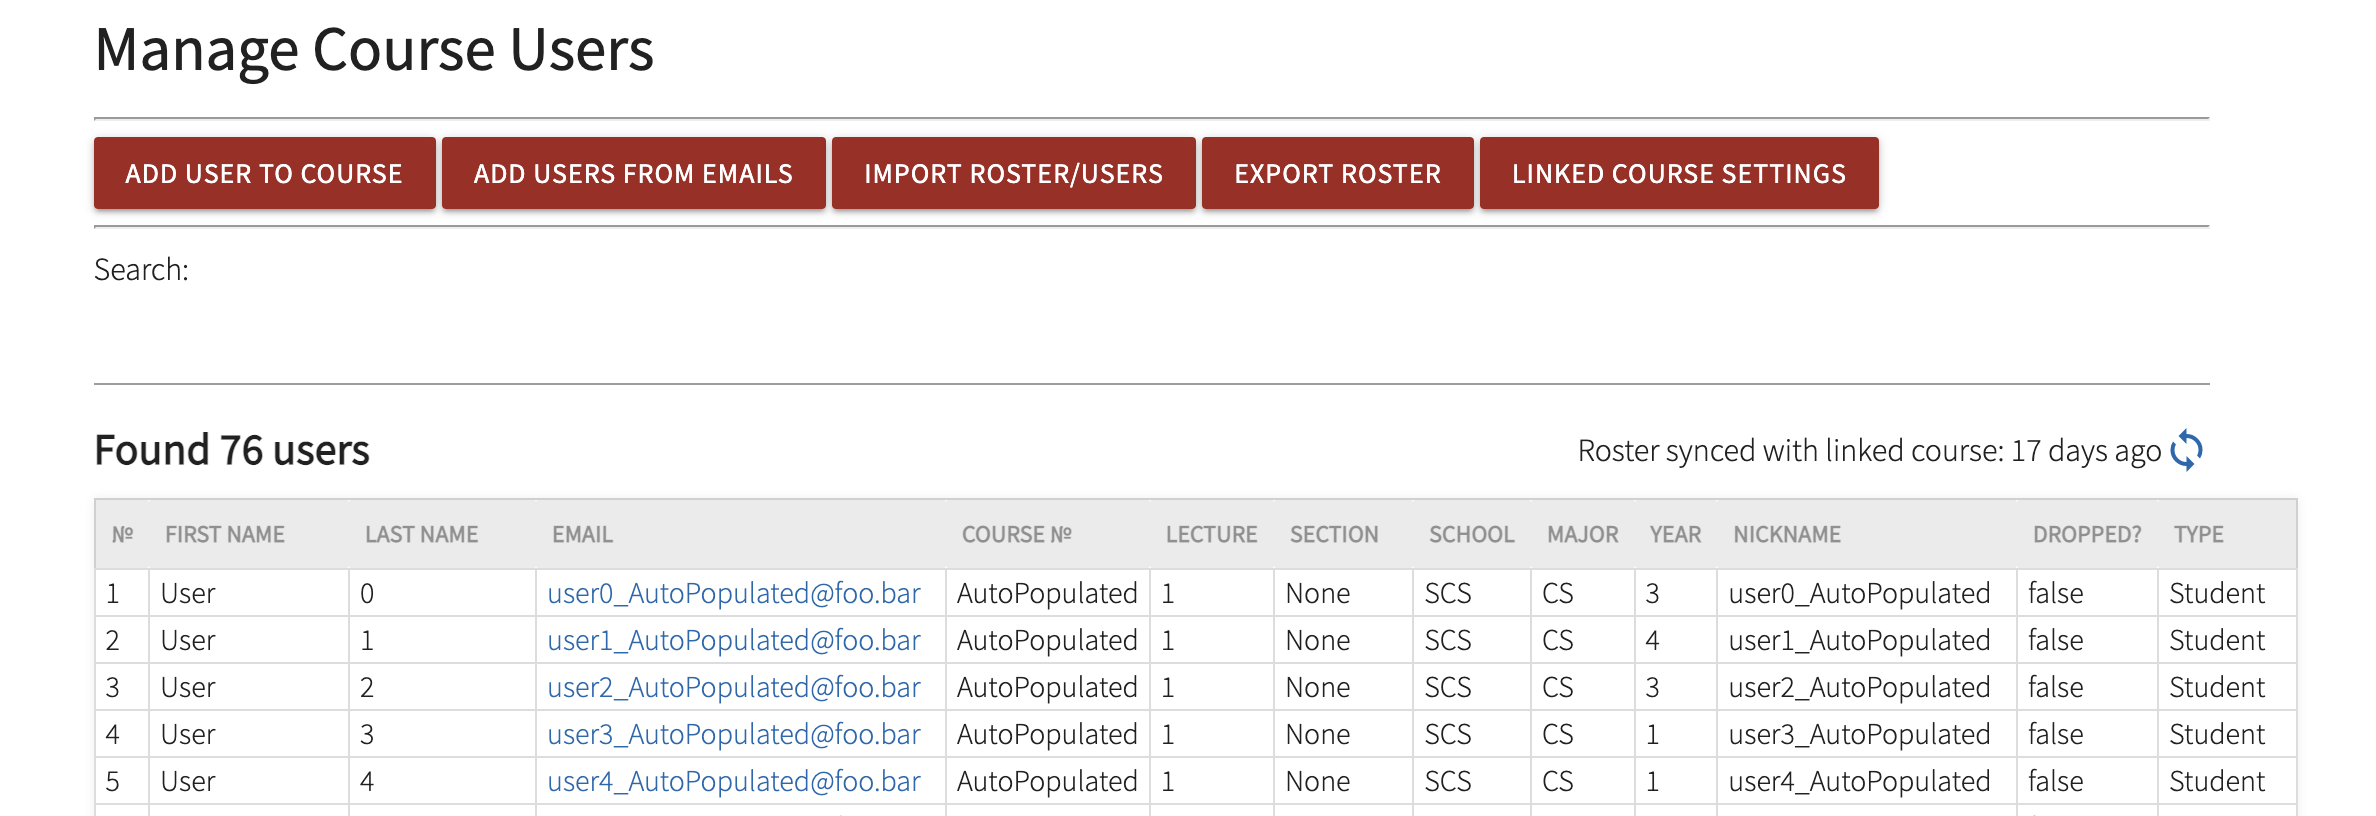 Manage Course Users
ADD USER TO COURSE ADD USERS FROM EMAILS IMPORT ROSTER/USERS EXPORT ROSTER LINKED COURSE SETTINGS
Search:
Found 76 users Roster synced with linked course: 17 days ago
№ FIRST NAME LAST NAME EMAIL COURSE № LECTURE SECTION SCHOOL MAJOR YEAR NICKNAME DROPPED? TYPE
1 User 0 user0_AutoPopulated@foo.bar AutoPopulated 1 None SCS CS 3 user0_AutoPopulated false Student
2 User 1 user1_AutoPopulated@foo.bar AutoPopulated 1 None SCS CS 4 user1_AutoPopulated false Student
3 User 2 user2_AutoPopulated@foo.bar AutoPopulated 1 None SCS CS 3 user2_AutoPopulated false Student
4 User 3 user3_AutoPopulated@foo.bar AutoPopulated 1 None SCS CS 1 user3_AutoPopulated false Student
5 User 4 user4_AutoPopulated@foo.bar AutoPopulated 1 None SCS CS 1 user4_AutoPopulated false Student